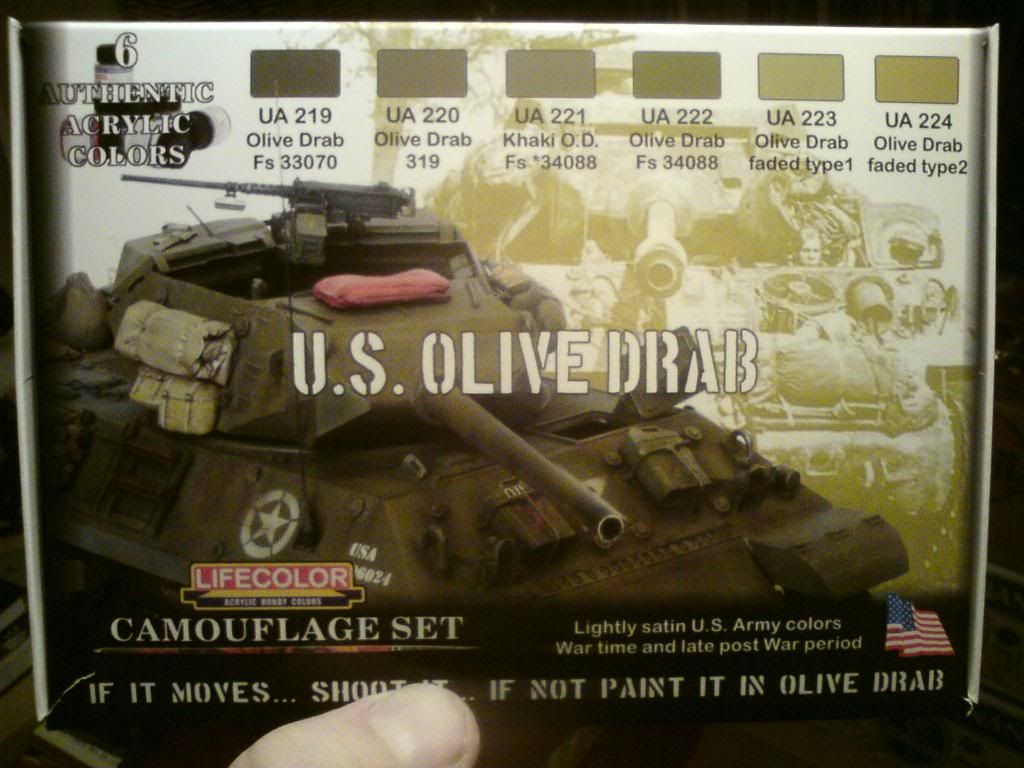 6
AUTHENTIC
ACRYLIC
COLORS
UA 219
Olive Drab
Fs 33070
UA 220
Olive Drab
319
UA 221
Khaki O.D.
Fs *34088
UA 222
Olive Drab
Fs 34088
UA 223
Olive Drab
faded type1
UA 224
Olive Drab
faded type2
U.S. OLIVE DRAB
USA
6024
LIFECOLOR
ACRYLIC HOBBY COLORS
CAMOUFLAGE SET
Lightly satin U.S. Army colors
War time and late post War period
IF IT MOVES... SHOOT IT... IF NOT PAINT IT IN OLIVE DRAB